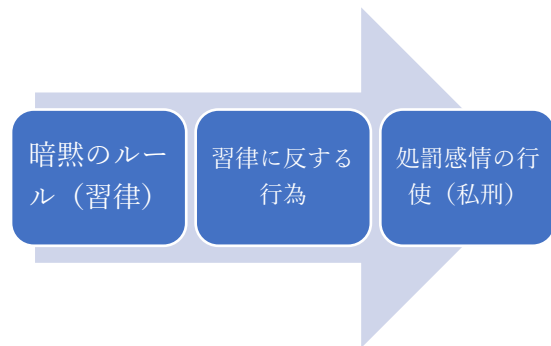 暗黙のルー
ル（習律）
習律に反する
行為
処罰感情の行
使（私刑）